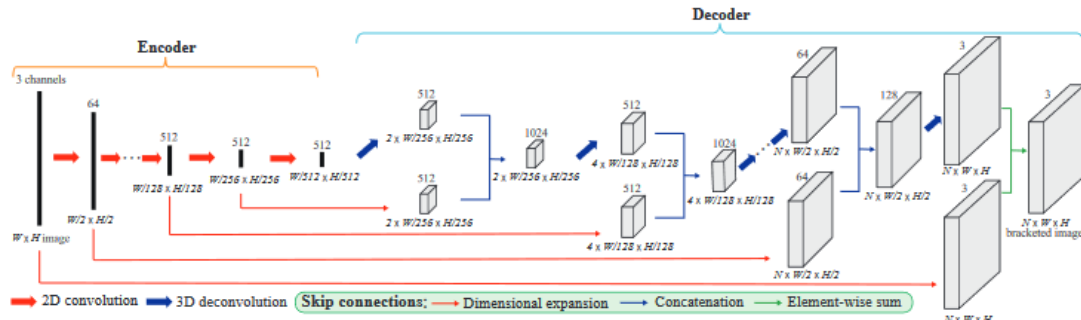 Decoder
Encoder
3 channels
64
512
512
512
W x H image
W/2 x H/2
W/128 x H/128
W/256 x H/256
W/512 x H/512
512
2 x W/256 x H/256
512
2 x W/256 x H/256
1024
2 x W/256 x H/256
512
4 x W/128 x H/128
512
4 x W/128 x H/128
1024
4 x W/128 x H/128
64
N x W/2 x H/2
64
N x W/2 x H/2
128
N x W/2 x H/2
3
N x W x H
3
N x W x H
3
N x W x H
bracketed images
2D convolution
3D deconvolution
Skip connections:
Dimensional expansion
Concatenation
Element-wise sum